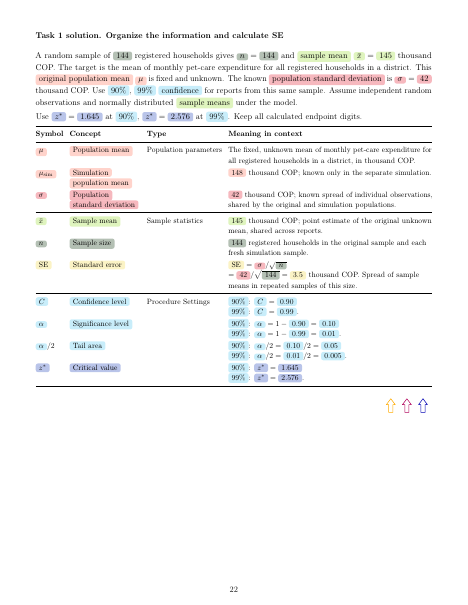 Task 1 solution. Organize the information and calculate SE
A random sample of 144 registered households gives n = 144 and sample mean x̄ = 145 thousand
COP. The target is the mean of monthly pet-care expenditure for all registered households in a district. This
original population mean μ is fixed and unknown. The known population standard deviation is σ = 42
thousand COP. Use 90%, 99% confidence for reports from this same sample. Assume independent random
observations and normally distributed sample means under the model.
Use z* = 1.645 at 90%, z* = 2.576 at 99%. Keep all calculated endpoint digits.
Symbol Concept Type Meaning in context
μ Population mean Population parameters The fixed, unknown mean of monthly pet-care expenditure for
all registered households in a district, in thousand COP.
μsim Simulation 148 thousand COP; known only in the separate simulation.
population mean
σ Population 42 thousand COP; known spread of individual observations,
standard deviation shared by the original and simulation populations.
x̄ Sample mean Sample statistics 145 thousand COP; point estimate of the original unknown
mean, shared across reports.
n Sample size 144 registered households in the original sample and each
fresh simulation sample.
SE Standard error SE = σ/√n
= 42/√144 = 3.5 thousand COP. Spread of sample
means in repeated samples of this size.
C Confidence level Procedure Settings 90%: C = 0.90
99%: C = 0.99.
α Significance level 90%: α = 1 − 0.90 = 0.10
99%: α = 1 − 0.99 = 0.01.
α/2 Tail area 90%: α/2 = 0.10/2 = 0.05
99%: α/2 = 0.01/2 = 0.005.
z* Critical value 90%: z* = 1.645
99%: z* = 2.576.
22